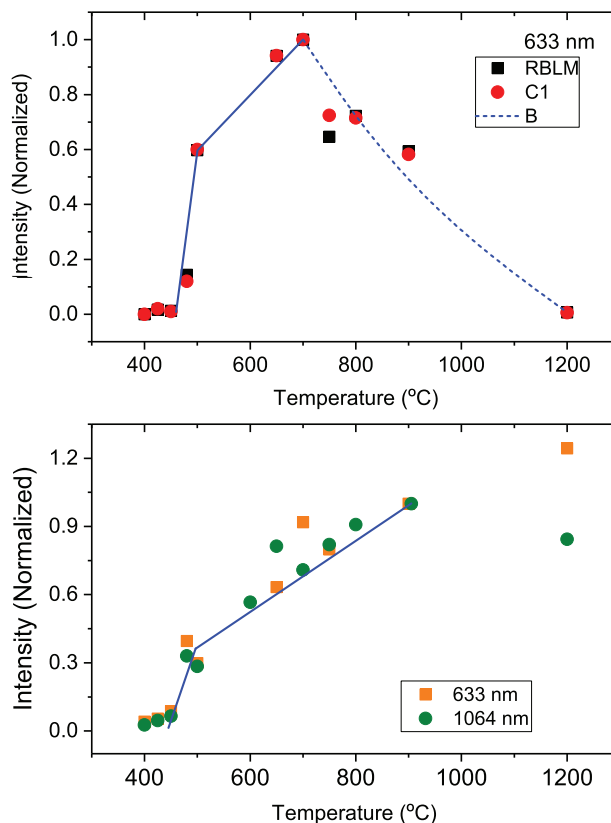 633 nm
RBLM
C1
B
Intensity (Normalized)
1.0
0.8
0.6
0.4
0.2
0.0
400 600 800 1000 1200
Temperature (ºC)
Intensity (Normalized)
1.2
0.9
0.6
0.3
0.0
633 nm
1064 nm
400 600 800 1000 1200
Temperature (ºC)